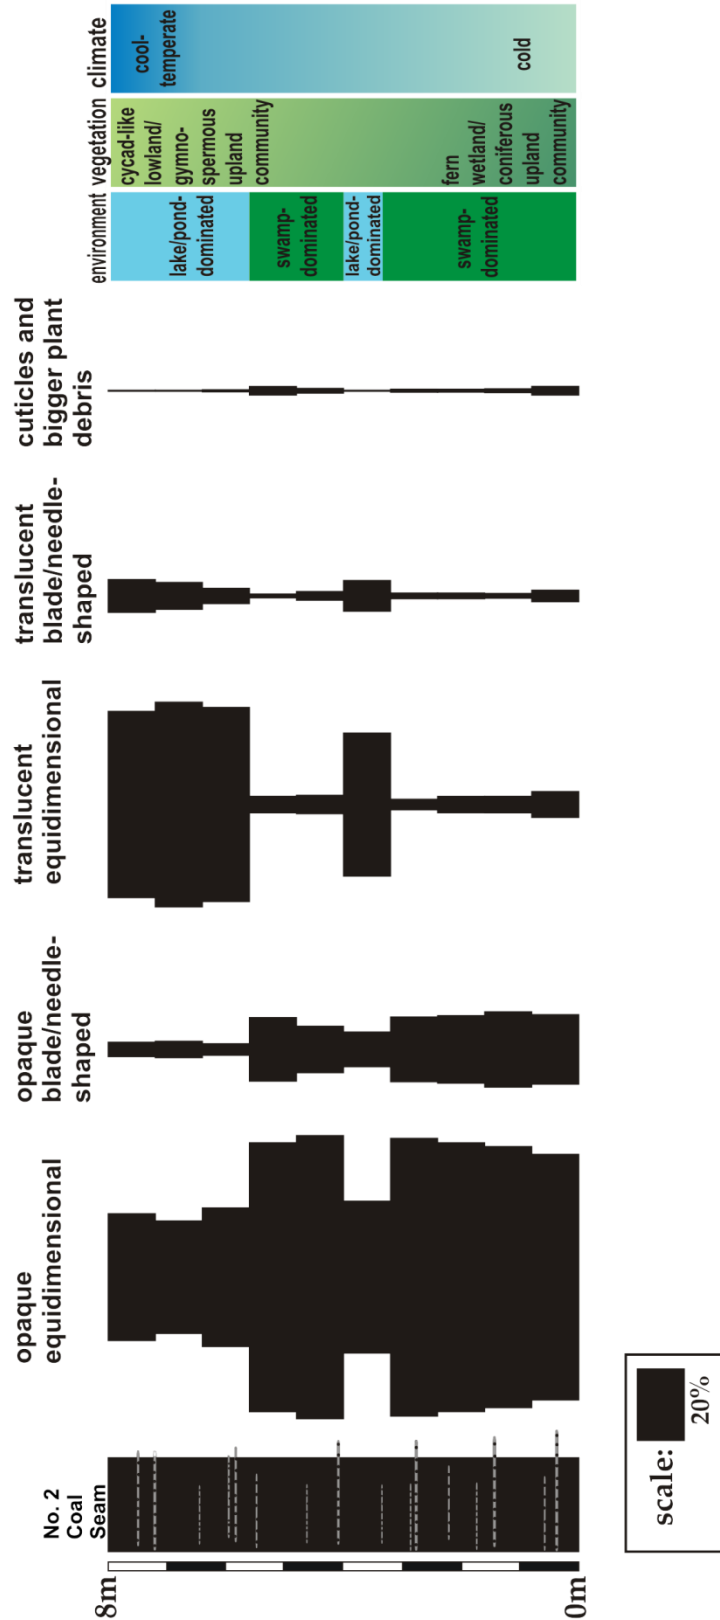 climate
cool-
temperate
cold
vegetation
cycad-like
lowland/
gymno-
spermous
upland
community
fern
wetland/
coniferous
upland
community
environment
lake/pond-
dominated
swamp-
dominated
lake/pond-
dominated
swamp-
dominated
cuticles and
bigger plant
debris
translucent
blade/needle-
shaped
translucent
equidimensional
opaque
blade/needle-
shaped
opaque
equidimensional
No. 2
Coal
Seam
8m
0m
scale:
20%